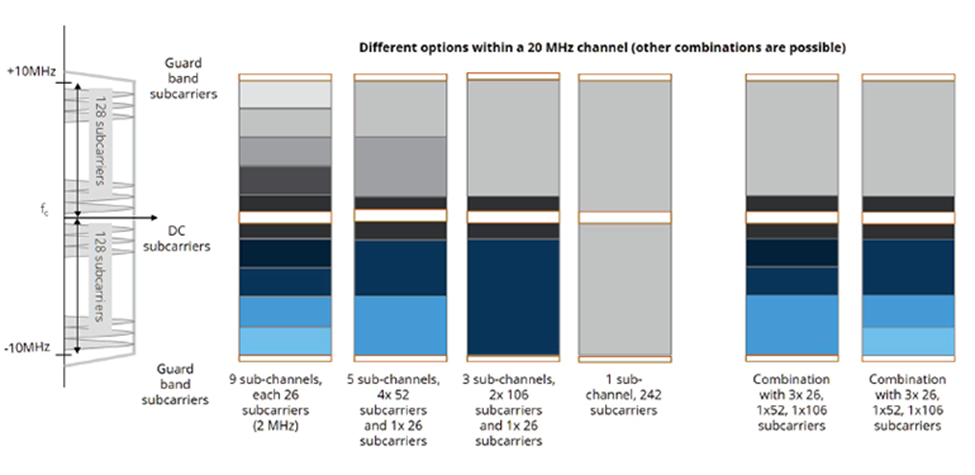 Different options within a 20 MHz channel (other combinations are possible)
+10MHz
Guard
band
subcarriers
128 subcarriers
fc
DC
subcarriers
128 subcarriers
-10MHz
Guard
band
subcarriers
9 sub-channels,
each 26
subcarriers
(2 MHz)
5 sub-channels,
4x 52
subcarriers
and 1x 26
subcarriers
3 sub-channels,
2x 106
subcarriers
and 1x 26
subcarriers
1 sub-
channel, 242
subcarriers
Combination
with 3x 26,
1x52, 1x106
subcarriers
Combination
with 3x 26,
1x52, 1x106
subcarriers